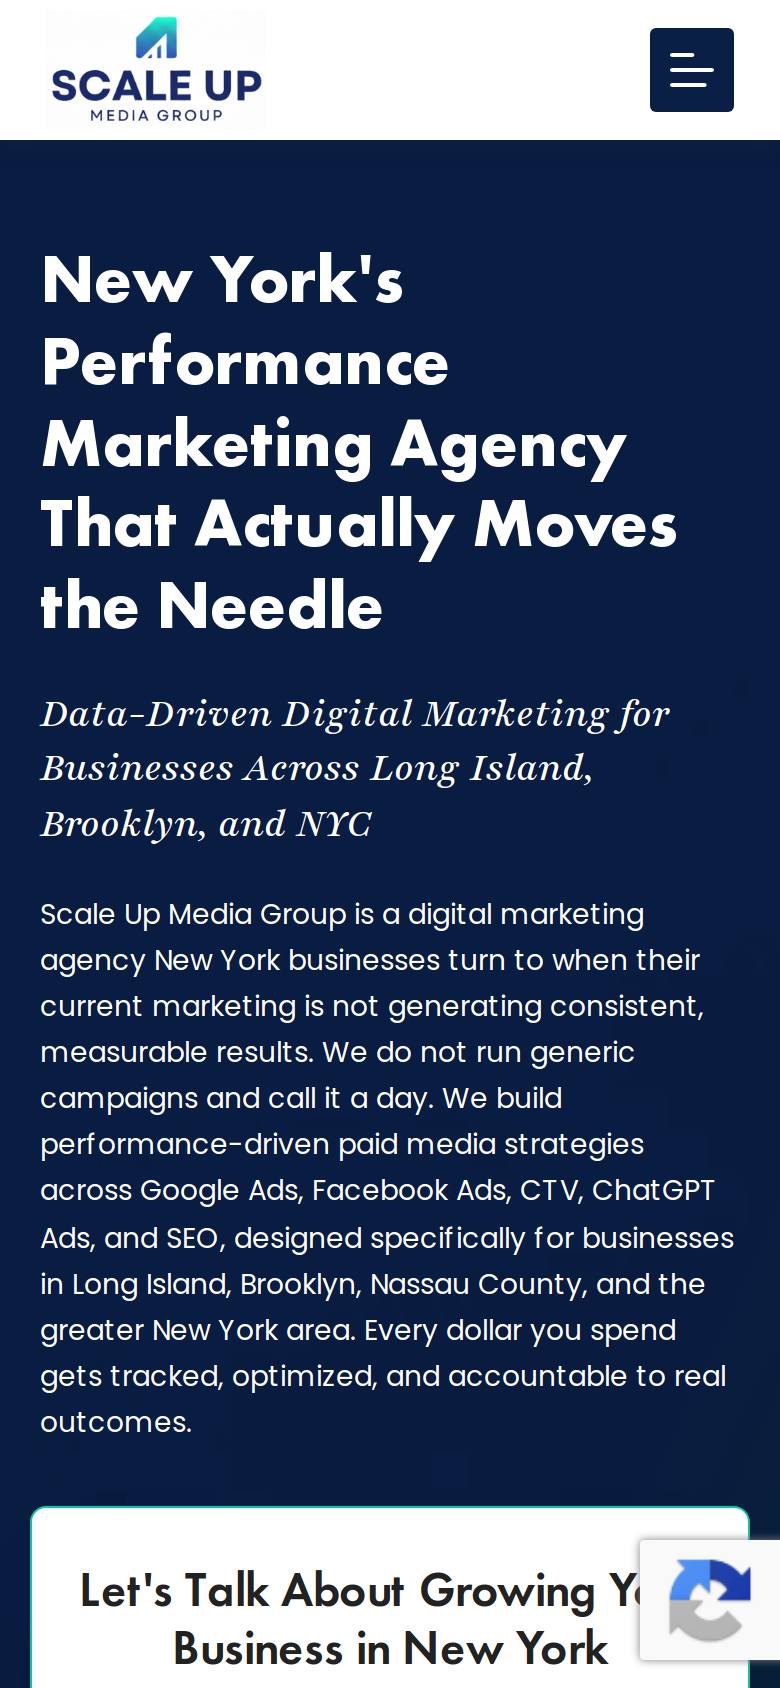 SCALE UP
MEDIA GROUP
New York's
Performance
Marketing Agency
That Actually Moves
the Needle
Data-Driven Digital Marketing for
Businesses Across Long Island,
Brooklyn, and NYC
Scale Up Media Group is a digital marketing
agency New York businesses turn to when their
current marketing is not generating consistent,
measurable results. We do not run generic
campaigns and call it a day. We build
performance-driven paid media strategies
across Google Ads, Facebook Ads, CTV, ChatGPT
Ads, and SEO, designed specifically for businesses
in Long Island, Brooklyn, Nassau County, and the
greater New York area. Every dollar you spend
gets tracked, optimized, and accountable to real
outcomes.
Let's Talk About Growing
Business in New York